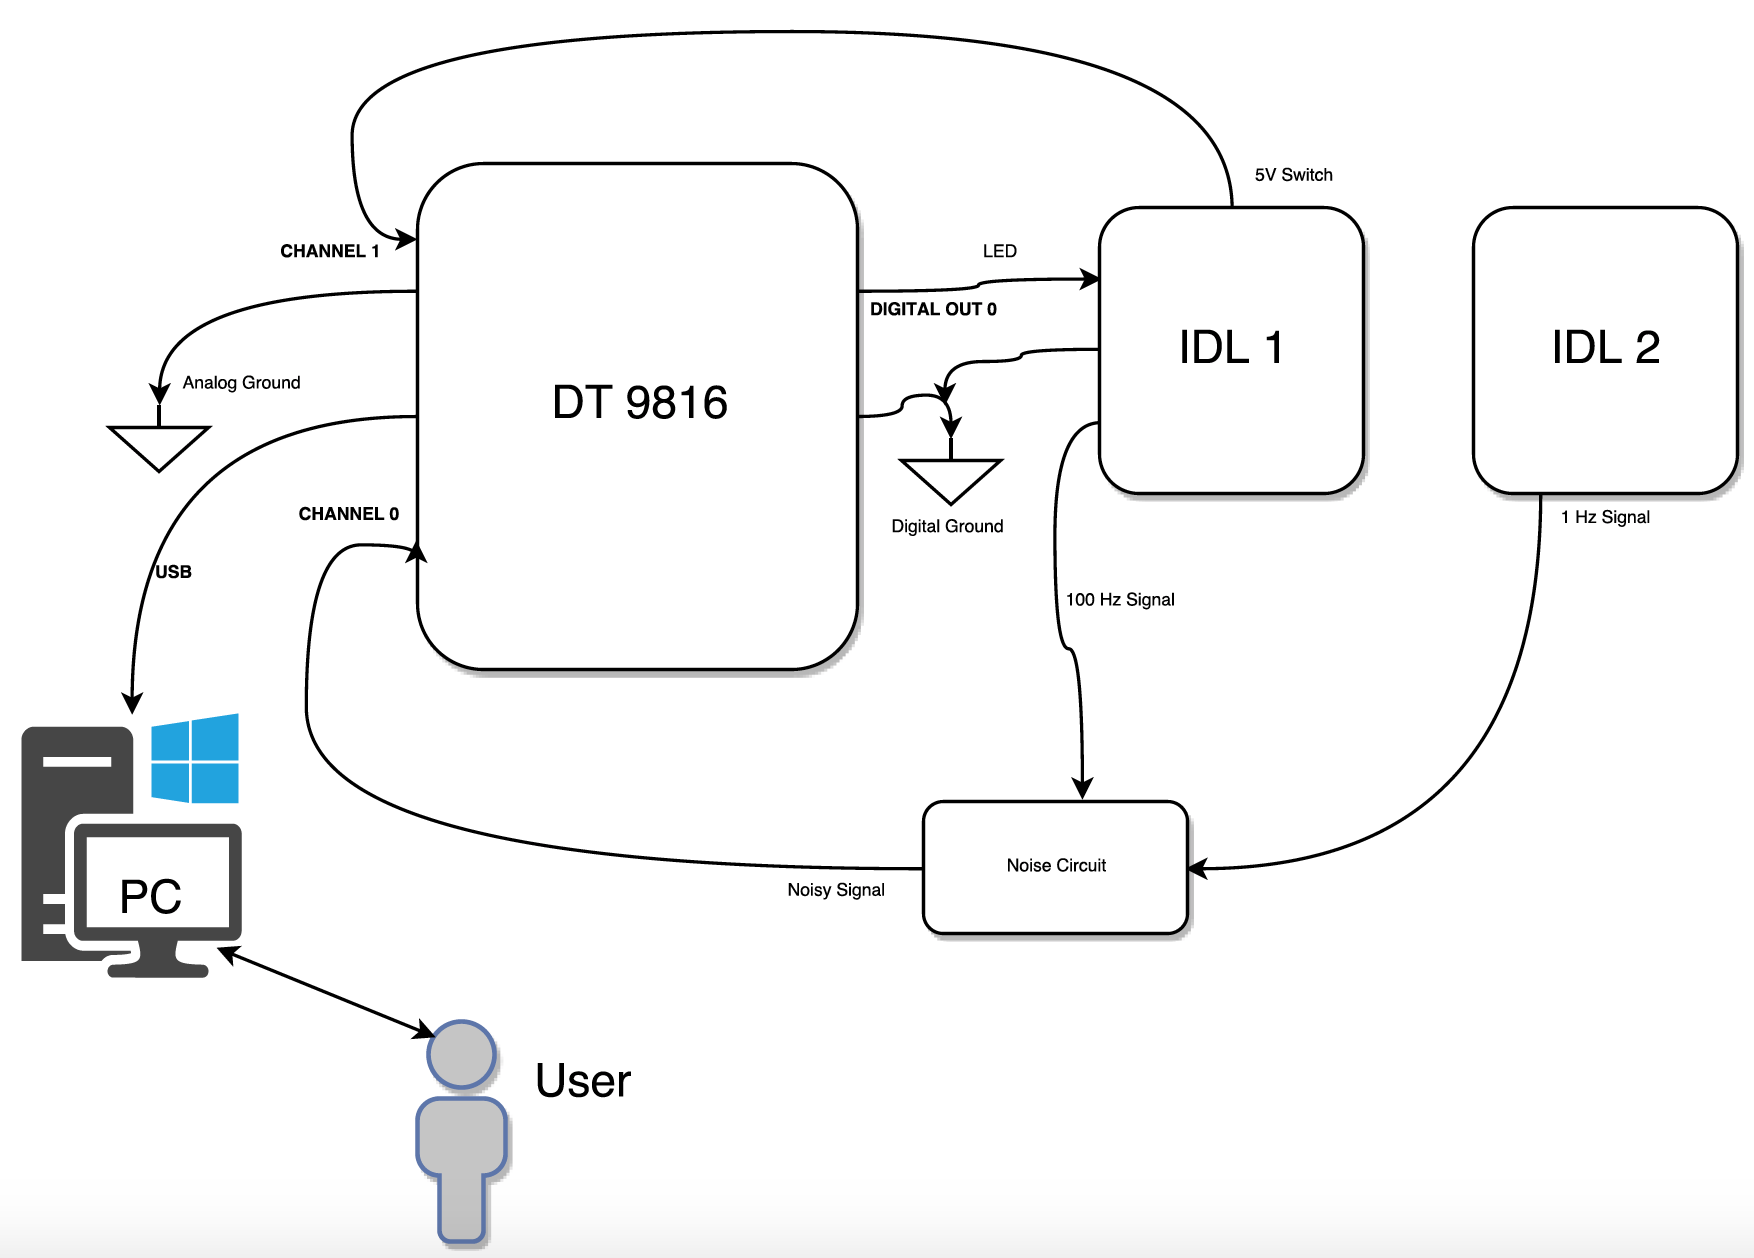 5V Switch
CHANNEL 1
LED
DIGITAL OUT 0
IDL 1
IDL 2
Analog Ground
DT 9816
CHANNEL 0
Digital Ground
1 Hz Signal
USB
100 Hz Signal
Noise Circuit
Noisy Signal
PC
User